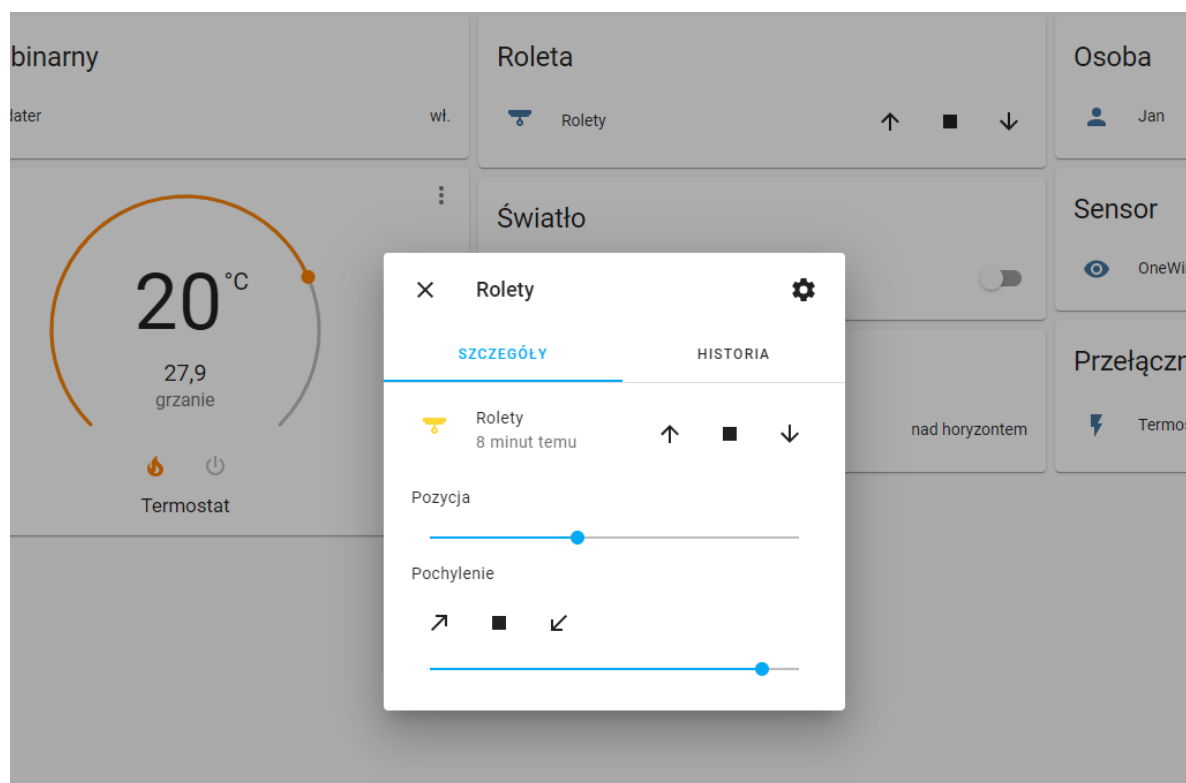 binarny
wł.
20 °C
27,9
grzanie
Termostat
Roleta
Rolety
Światło
nad horyzontem
Osoba
Jan
Sensor
Rolety
SZCZEGÓŁY
HISTORIA
Rolety
8 minut temu
Pozycja
Pochylenie